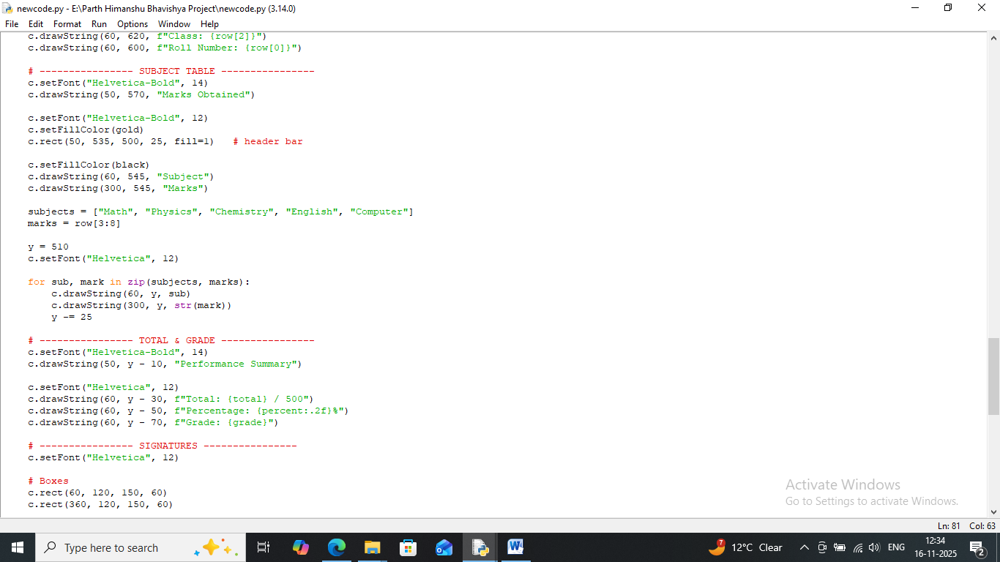 newcode.py - E:\Parth Himanshu Bhavishya Project\newcode.py (3.14.0)
File Edit Format Run Options Window Help
c.drawString(60, 620, f"Class: {row[2]}")
c.drawString(60, 600, f"Roll Number: {row[0]}")
# ---------------- SUBJECT TABLE ----------------
c.setFont("Helvetica-Bold", 14)
c.drawString(50, 570, "Marks Obtained")
c.setFont("Helvetica-Bold", 12)
c.setFillColor(gold)
c.rect(50, 535, 500, 25, fill=1)   # header bar
c.setFillColor(black)
c.drawString(60, 545, "Subject")
c.drawString(300, 545, "Marks")
subjects = ["Math", "Physics", "Chemistry", "English", "Computer"]
marks = row[3:8]
y = 510
c.setFont("Helvetica", 12)
for sub, mark in zip(subjects, marks):
    c.drawString(60, y, sub)
    c.drawString(300, y, str(mark))
    y -= 25
# ---------------- TOTAL & GRADE ----------------
c.setFont("Helvetica-Bold", 14)
c.drawString(50, y - 10, "Performance Summary")
c.setFont("Helvetica", 12)
c.drawString(60, y - 30, f"Total: {total} / 500")
c.drawString(60, y - 50, f"Percentage: {percent:.2f}%")
c.drawString(60, y - 70, f"Grade: {grade}")
# ---------------- SIGNATURES ----------------
c.setFont("Helvetica", 12)
# Boxes
c.rect(60, 120, 150, 60)
c.rect(360, 120, 150, 60)
Activate Windows
Go to Settings to activate Windows.
Ln: 81 Col: 63
Type here to search
7
12°C Clear
ENG
12:34
16-11-2025
2